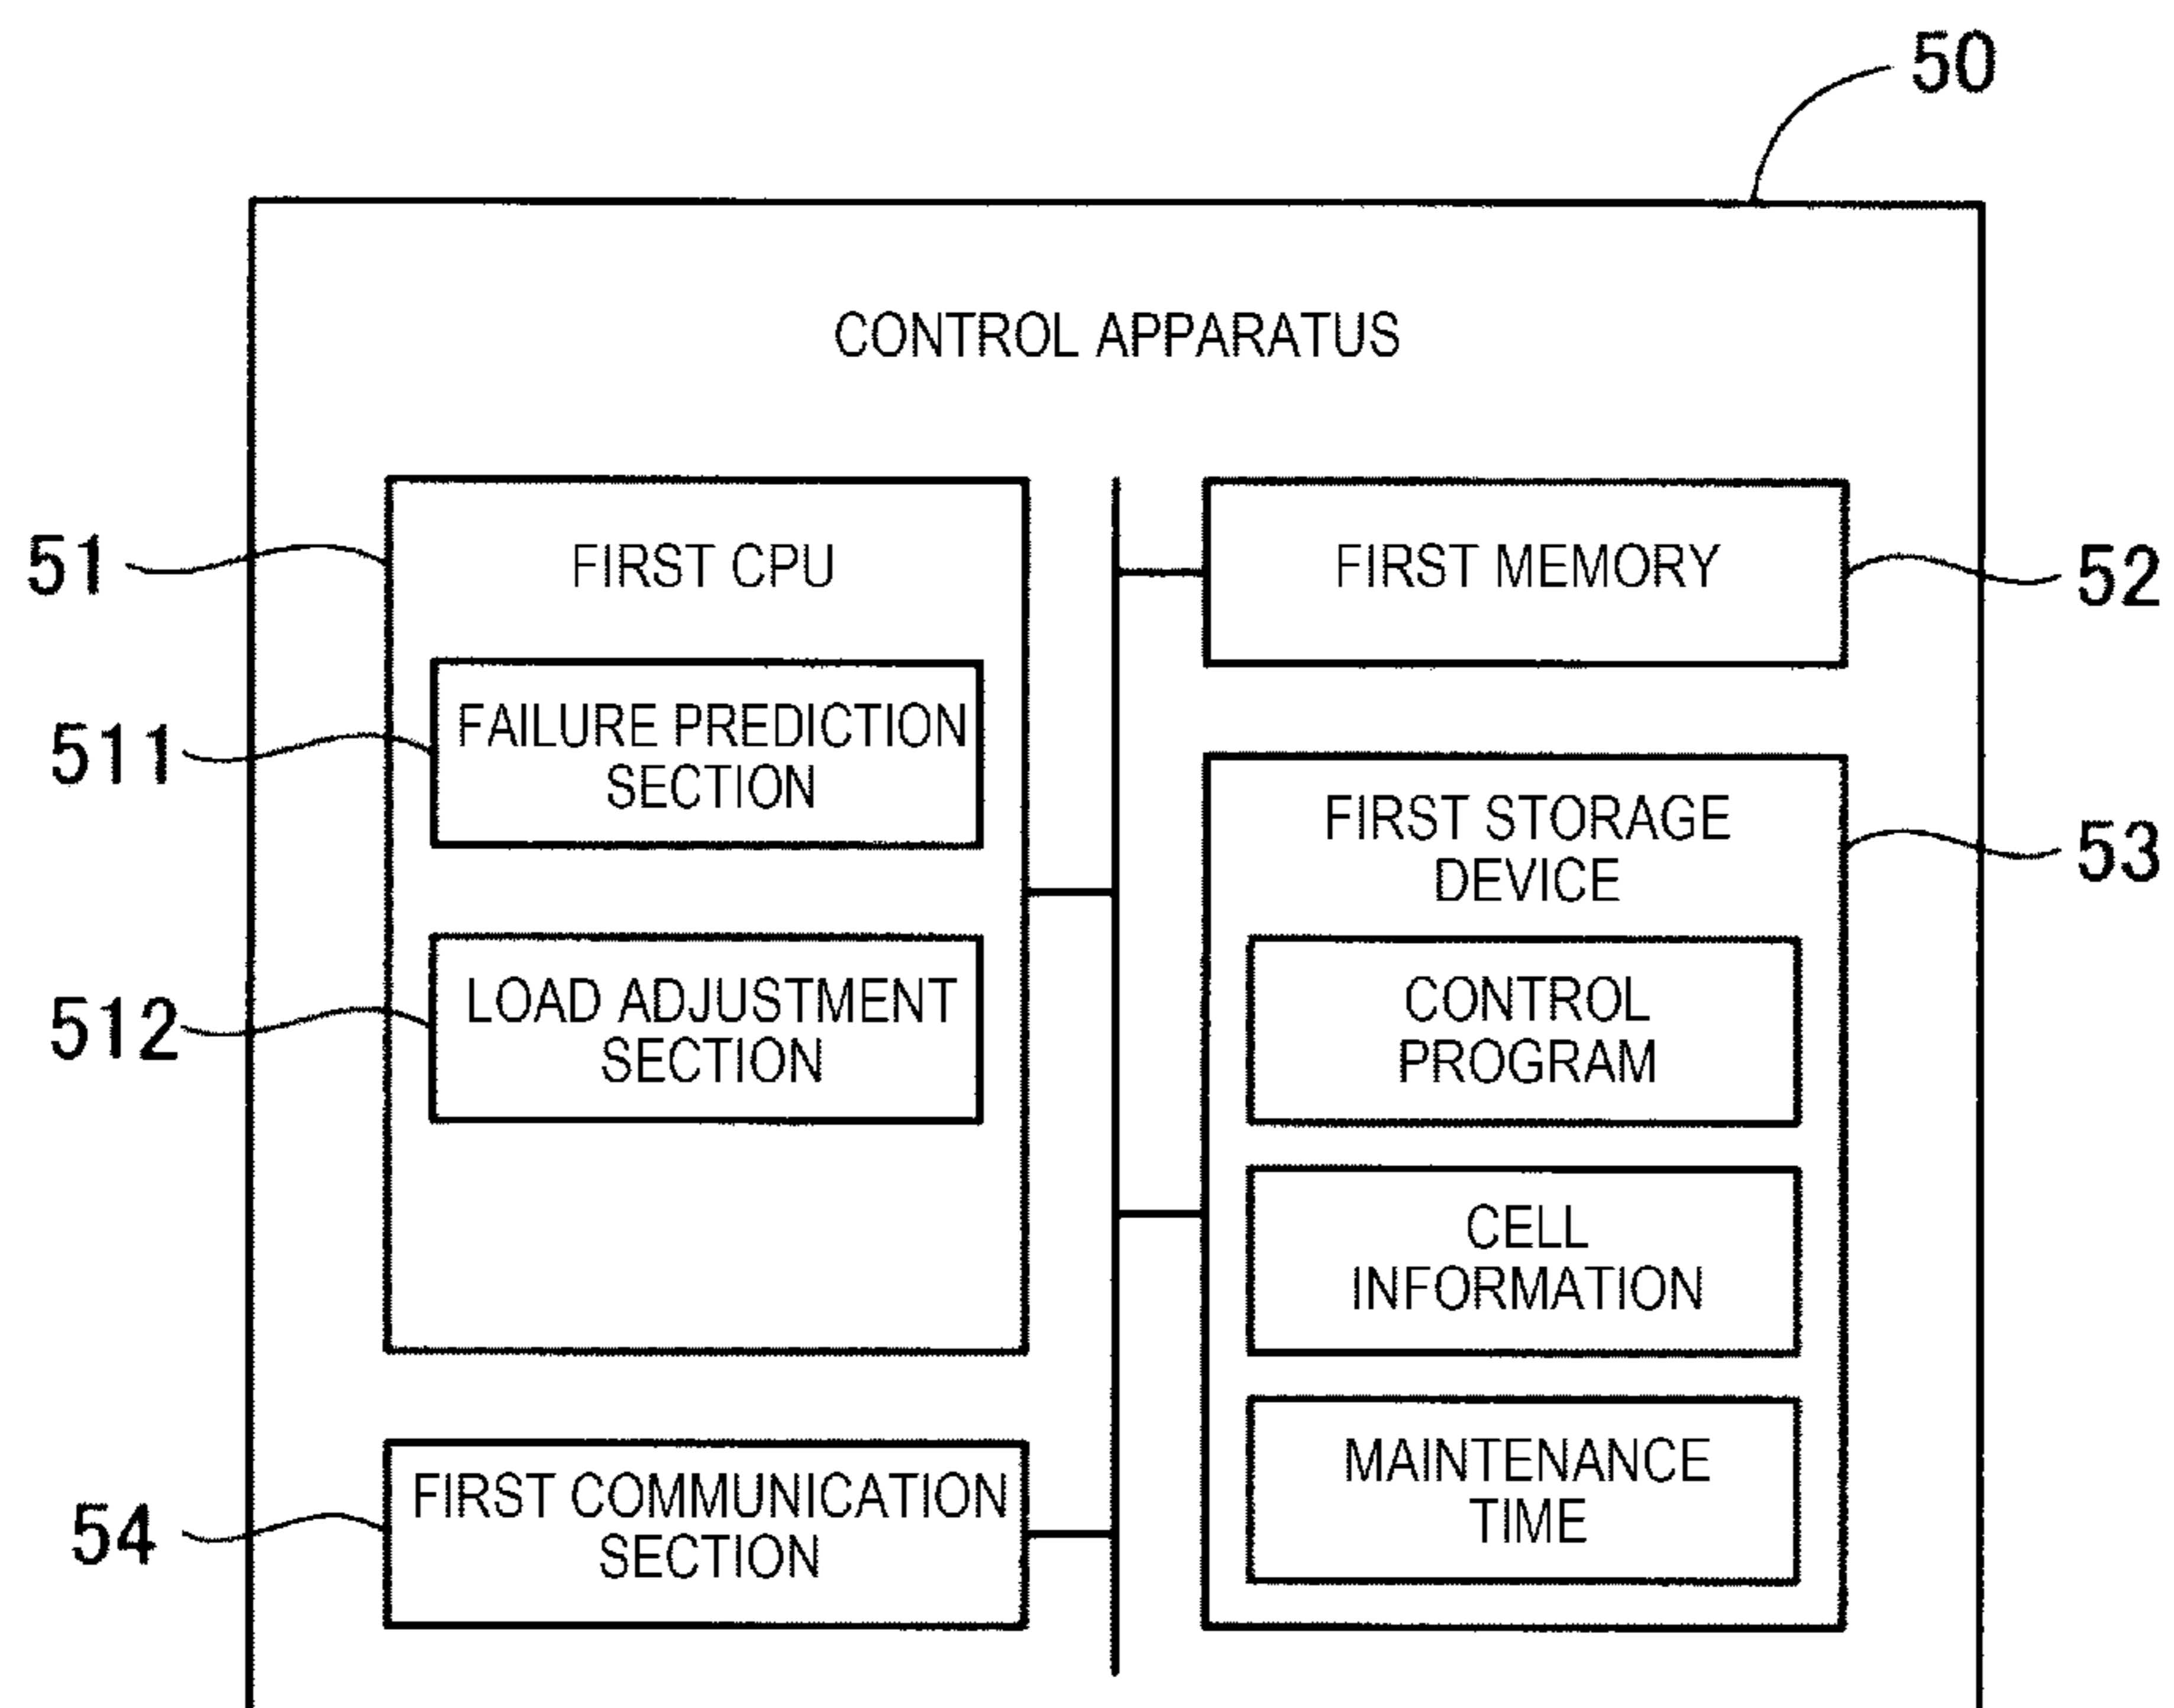 50
CONTROL APPARATUS
51
FIRST CPU
511
FAILURE PREDICTION
SECTION
512
LOAD ADJUSTMENT
SECTION
54
FIRST COMMUNICATION
SECTION
FIRST MEMORY
52
FIRST STORAGE
DEVICE
53
CONTROL
PROGRAM
CELL
INFORMATION
MAINTENANCE
TIME